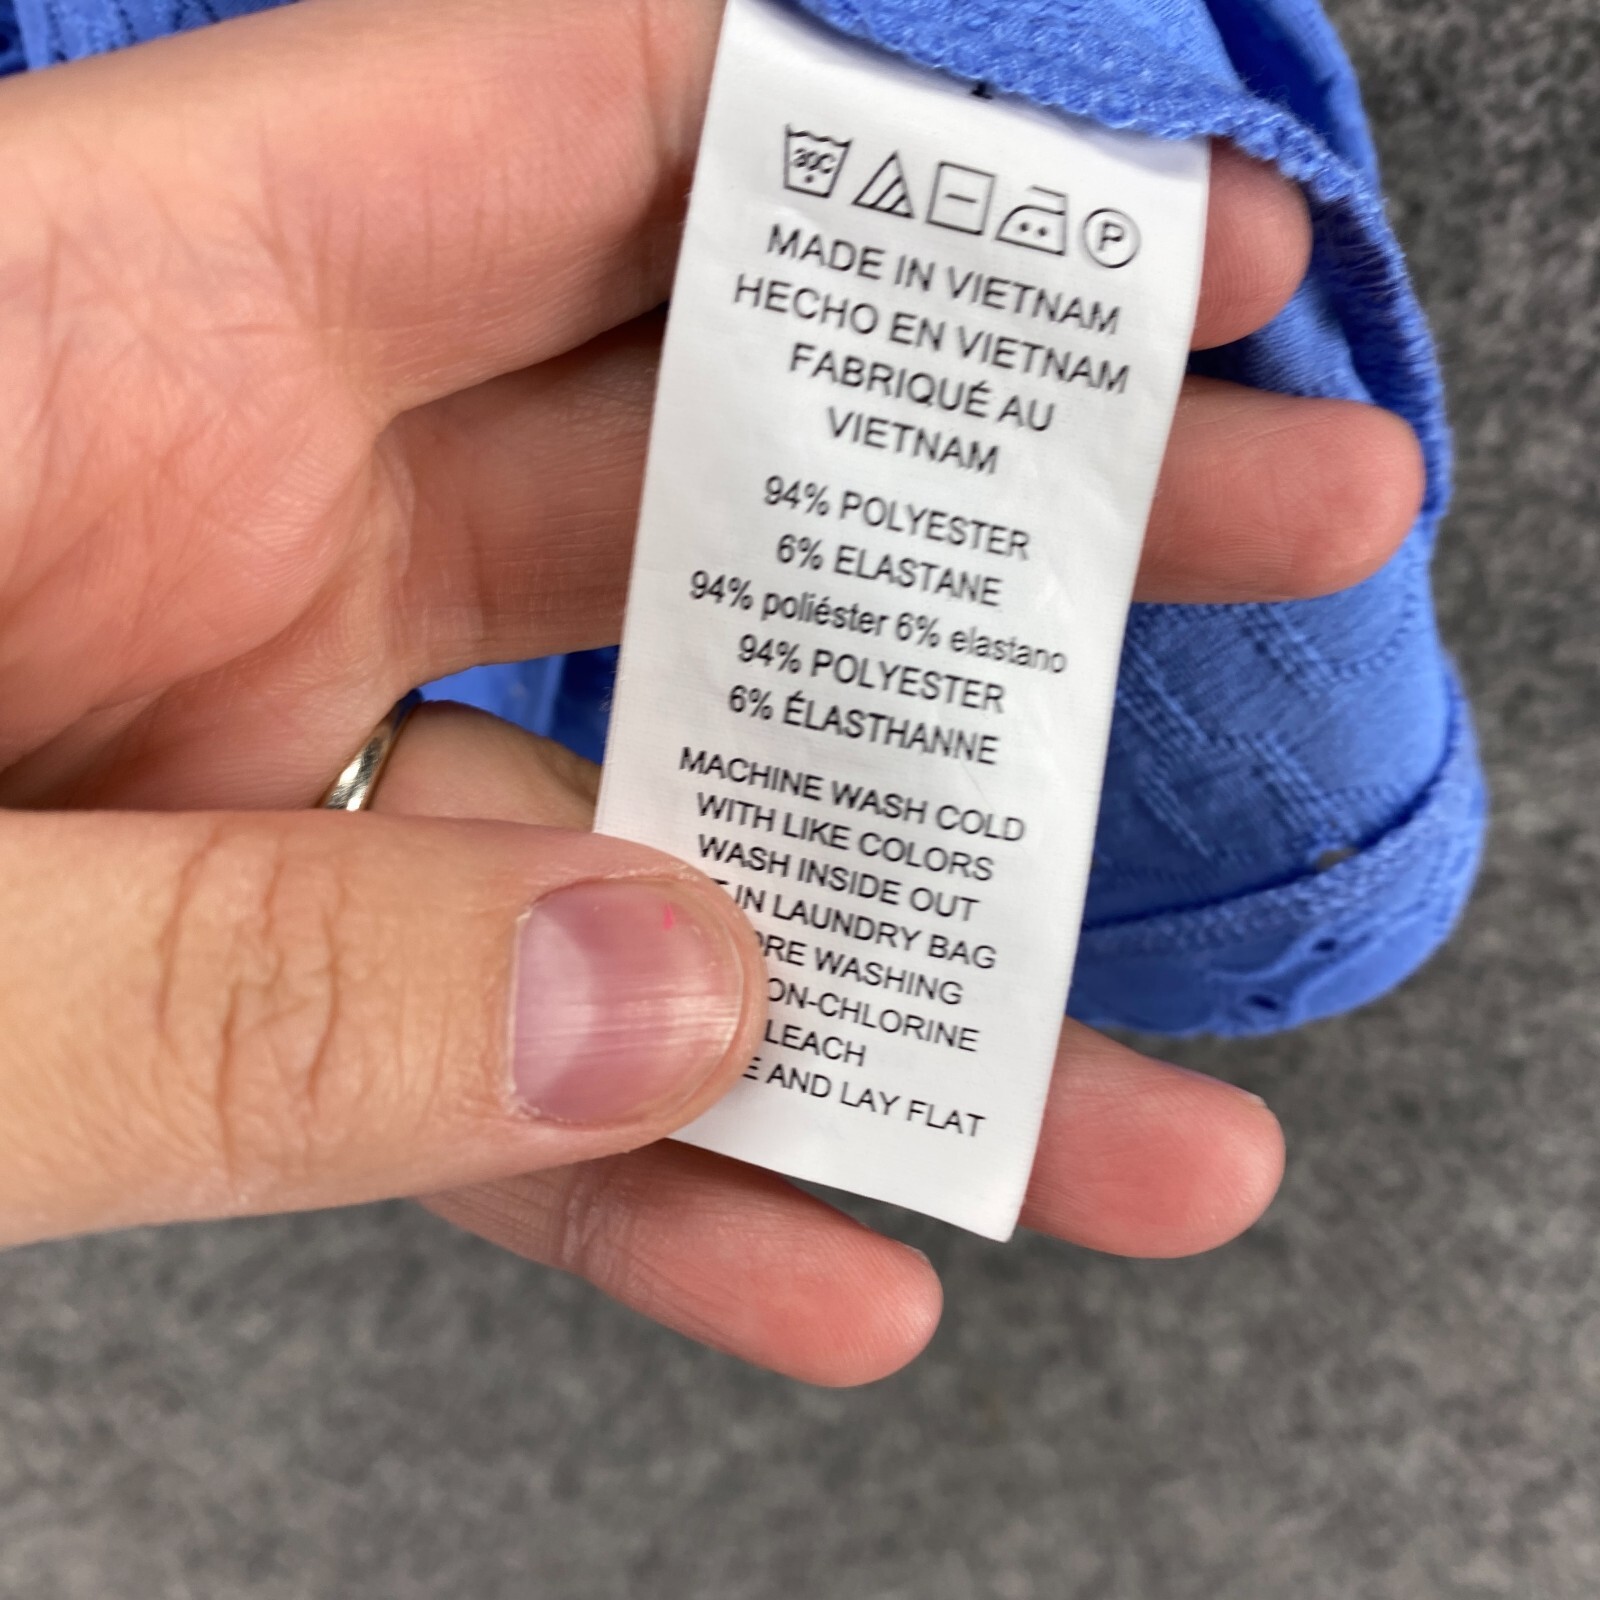 P
MADE IN VIETNAM
HECHO EN VIETNAM
FABRIQUÉ AU
VIETNAM
94% POLYESTER
6% ELASTANE
94% poliéster 6% elastano
94% POLYESTER
6% ÉLASTHANNE
MACHINE WASH COLD
WITH LIKE COLORS
WASH INSIDE OUT
IN LAUNDRY BAG
ORE WASHING
ON-CHLORINE
LEACH
E AND LAY FLAT